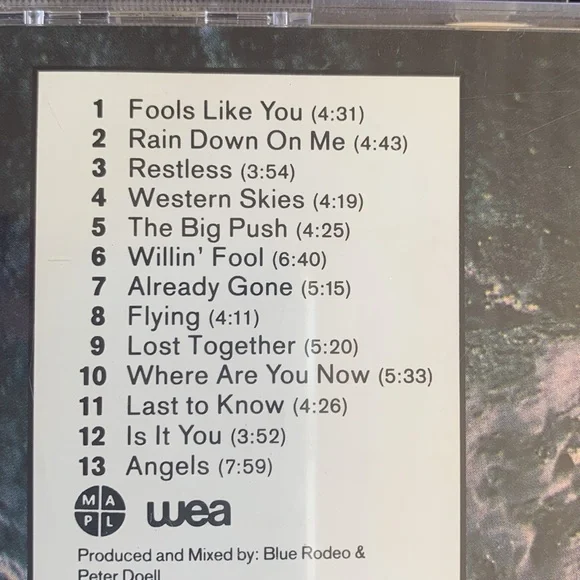 1 Fools Like You (4:31)
2 Rain Down On Me (4:43)
3 Restless (3:54)
4 Western Skies (4:19)
5 The Big Push (4:25)
6 Willin' Fool (6:40)
7 Already Gone (5:15)
8 Flying (4:11)
9 Lost Together (5:20)
10 Where Are You Now (5:33)
11 Last to Know (4:26)
12 Is It You (3:52)
13 Angels (7:59)
M A P L wea
Produced and Mixed by: Blue Rodeo &
Peter Doell